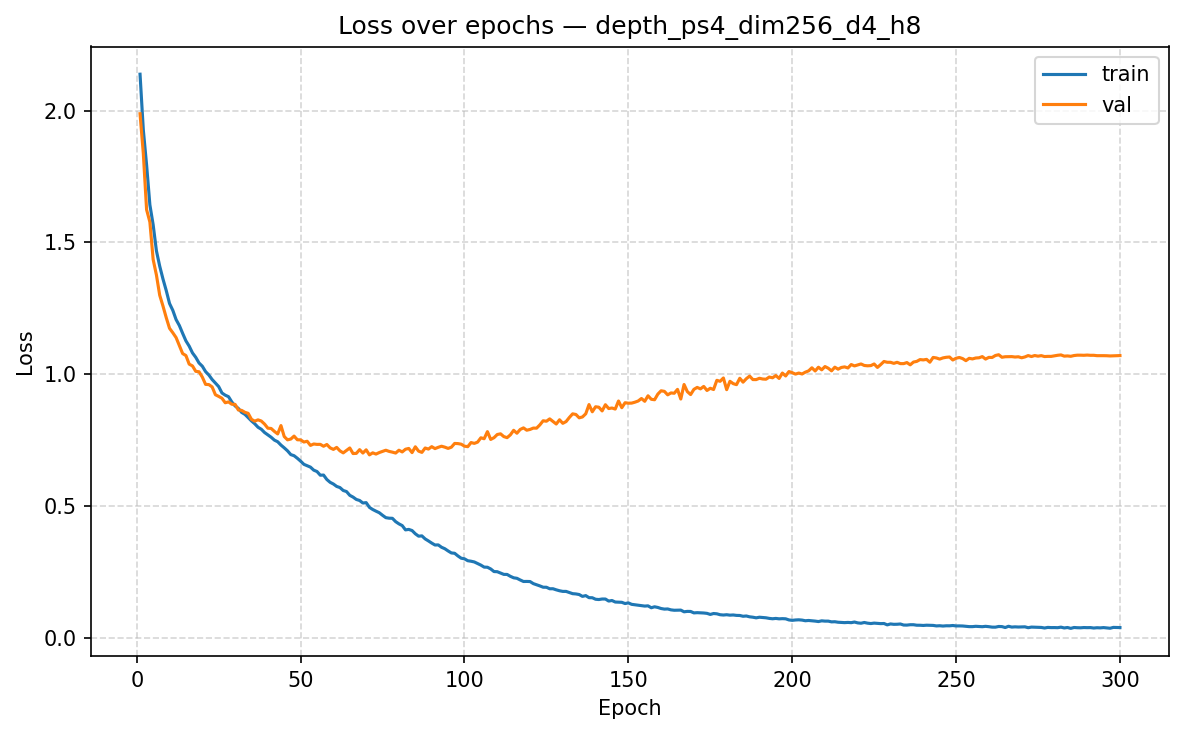 Loss over epochs — depth_ps4_dim256_d4_h8
train
val
2.0
1.5
1.0
0.5
0.0
Loss
0 50 100 150 200 250 300
Epoch